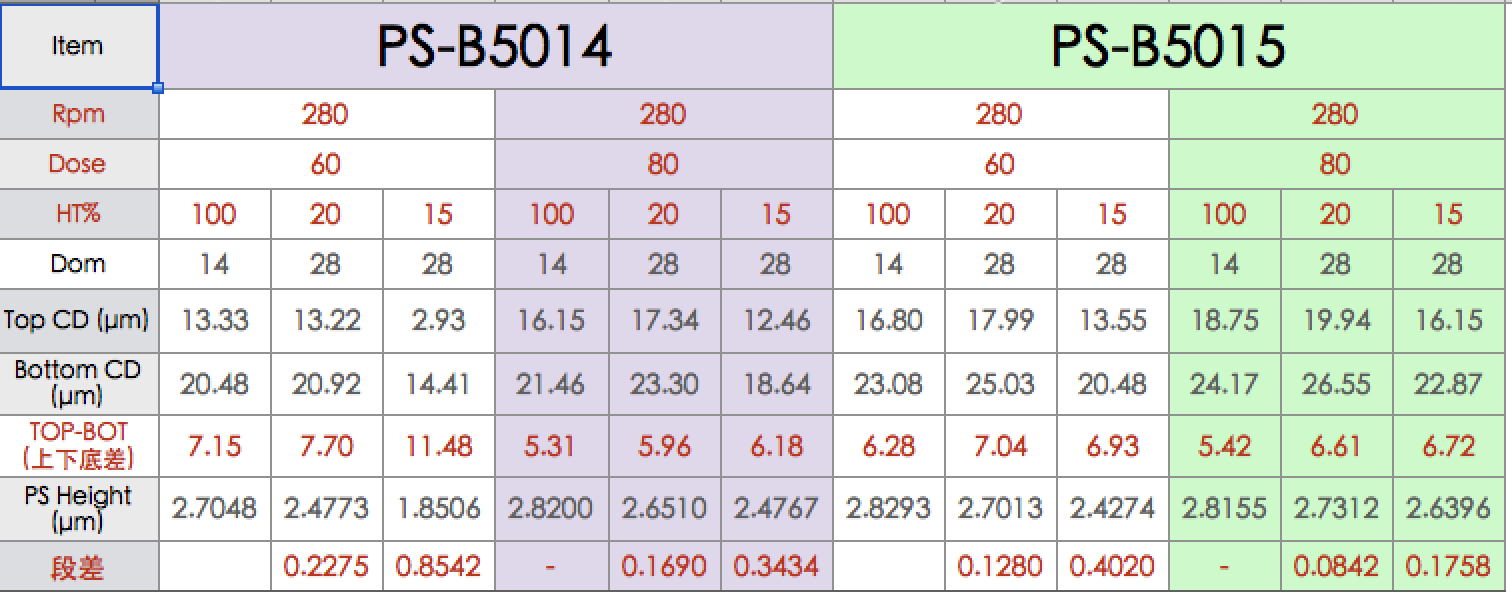 Item PS-B5014 PS-B5015
Rpm 280 280 280 280
Dose 60 80 60 80
HT% 100 20 15 100 20 15 100 20 15 100 20 15
Dom 14 28 28 14 28 28 14 28 28 14 28 28
Top CD (μm) 13.33 13.22 2.93 16.15 17.34 12.46 16.80 17.99 13.55 18.75 19.94 16.15
Bottom CD
(μm) 20.48 20.92 14.41 21.46 23.30 18.64 23.08 25.03 20.48 24.17 26.55 22.87
TOP-BOT
(上下底差) 7.15 7.70 11.48 5.31 5.96 6.18 6.28 7.04 6.93 5.42 6.61 6.72
PS Height
(μm) 2.7048 2.4773 1.8506 2.8200 2.6510 2.4767 2.8293 2.7013 2.4274 2.8155 2.7312 2.6396
段差 0.2275 0.8542 - 0.1690 0.3434 0.1280 0.4020 - 0.0842 0.1758